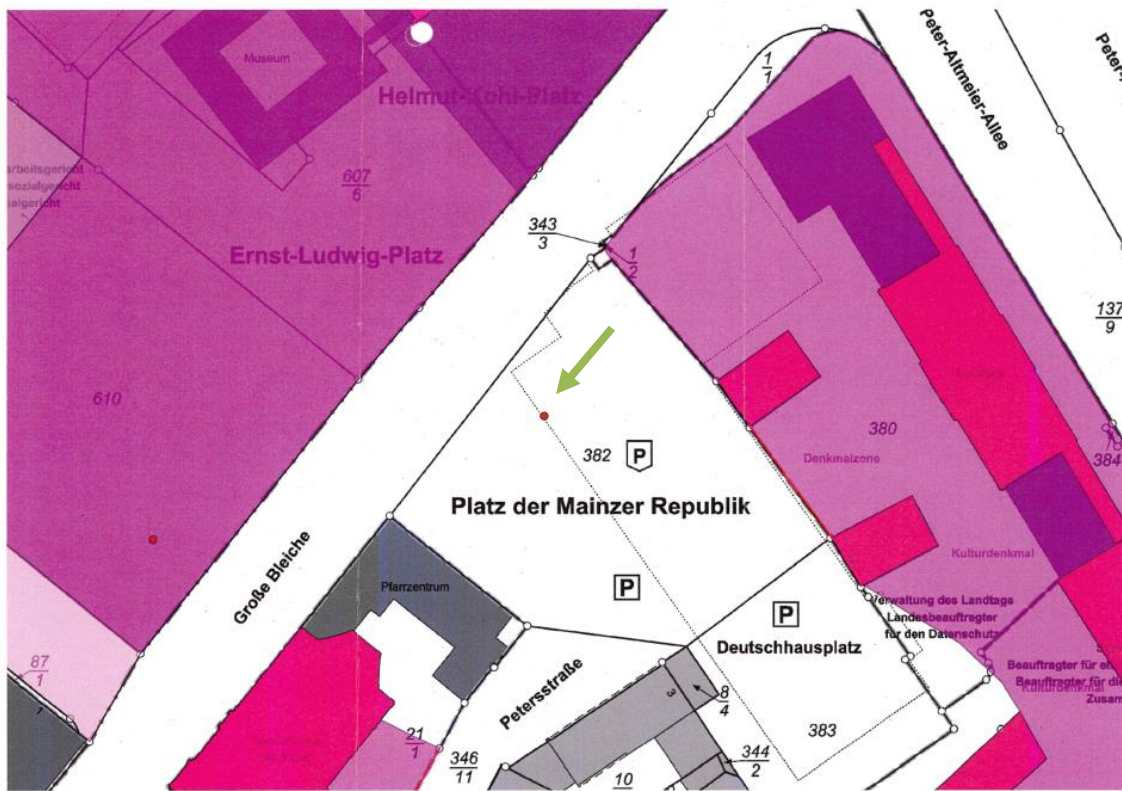 Museum
Helmut-Kohl-Platz
1
1
Peter-Altmeier-Allee
607
6
343
3
1
2
Ernst-Ludwig-Platz
137
9
610
382
P
380
384
Denkmalzone
Platz der Mainzer Republik
Große Bleiche
Pfarrzentrum
P
P
Kulturdenkmal
Verwaltung des Landtags
Landesbeauftragter
für den Datenschutz
Deutschhausplatz
Kulturdenkmal
87
1
Petersstraße
3
8
4
21
1
346
11
383
344
2
10